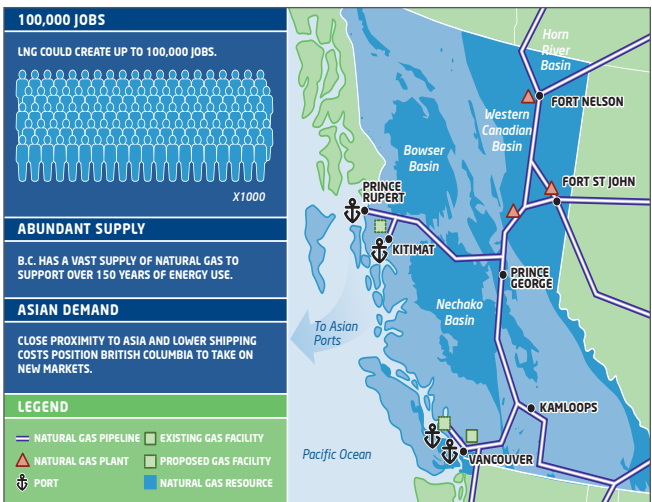 100,000 JOBS
LNG COULD CREATE UP TO 100,000 JOBS.
X1000
ABUNDANT SUPPLY
B.C. HAS A VAST SUPPLY OF NATURAL GAS TO
SUPPORT OVER 150 YEARS OF ENERGY USE.
ASIAN DEMAND
CLOSE PROXIMITY TO ASIA AND LOWER SHIPPING
COSTS POSITION BRITISH COLUMBIA TO TAKE ON
NEW MARKETS.
LEGEND
NATURAL GAS PIPELINE
EXISTING GAS FACILITY
NATURAL GAS PLANT
PROPOSED GAS FACILITY
PORT
NATURAL GAS RESOURCE
Horn
River
Basin
FORT NELSON
Western
Canadian
Basin
Bowser
Basin
FORT ST JOHN
PRINCE
RUPERT
KITIMAT
PRINCE
GEORGE
Nechako
Basin
To Asian
Ports
KAMLOOPS
Pacific Ocean
VANCOUVER